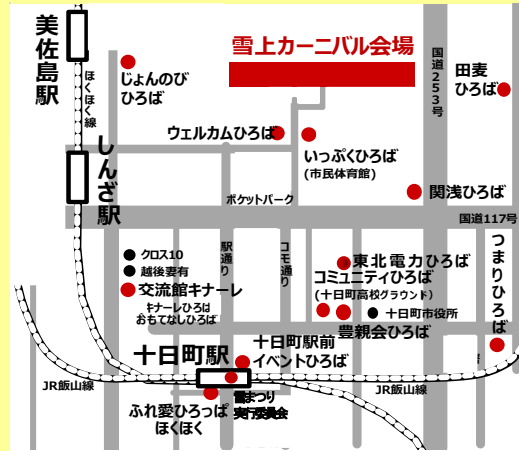 美佐島駅
ほくほく線
じょんのび
ひろば
雪上カーニバル会場
国道253号
田麦
ひろば
ウェルカムひろば
いっぷくひろば
(市民体育館)
しんざ駅
ポケットパーク
関浅ひろば
国道117号
クロス10
越後妻有
交流館キナーレ
キナーレひろは
おもてなしひろば
駅通り
コモ通り
東北電力ひろば
コミュニティひろば
(十日町高校グラウンド)
十日町市役所
豊親会ひろば
つまりひろば
十日町駅
十日町駅前
イベントひろば
JR飯山線
JR飯山線
ふれ愛ひろっぱ
ほくほく
雪まつり
実行委員会